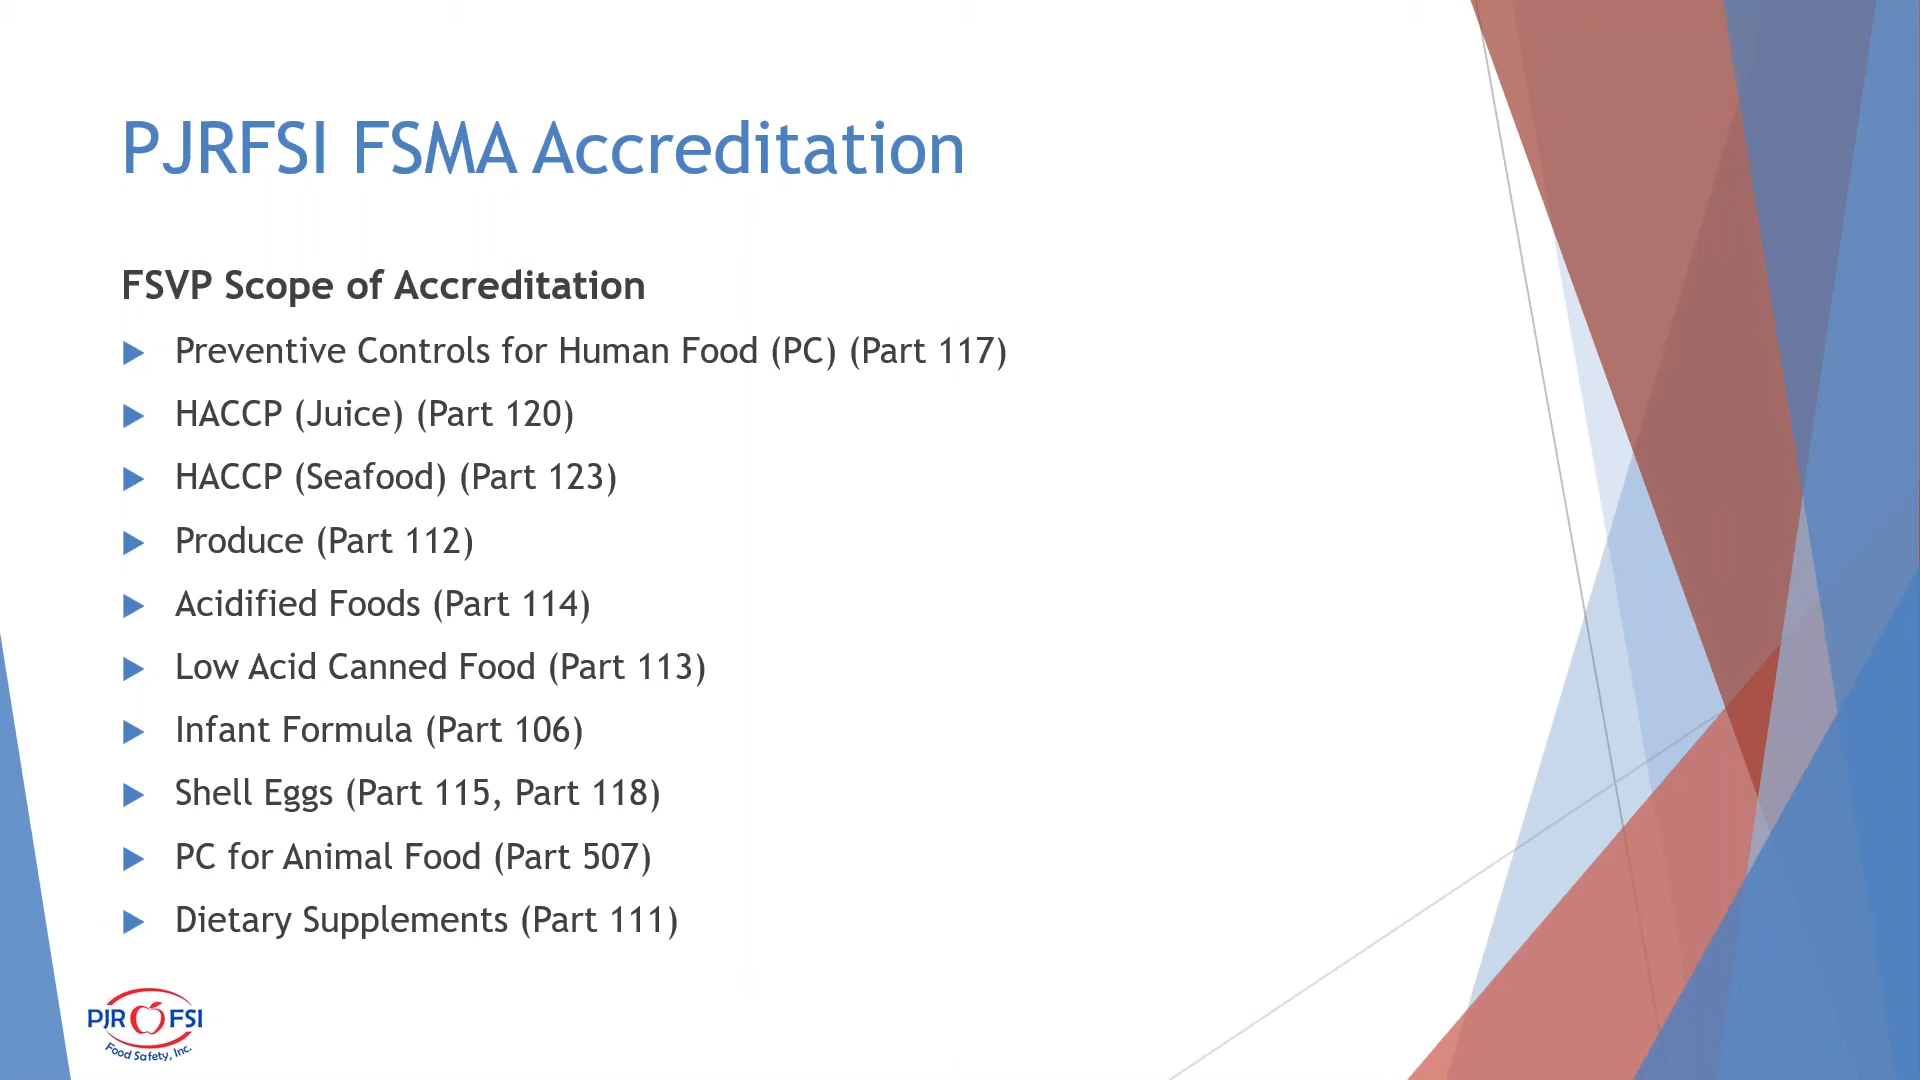 PJRFSI FSMA Accreditation
FSVP Scope of Accreditation
Preventive Controls for Human Food (PC) (Part 117)
HACCP (Juice) (Part 120)
HACCP (Seafood) (Part 123)
Produce (Part 112)
Acidified Foods (Part 114)
Low Acid Canned Food (Part 113)
Infant Formula (Part 106)
Shell Eggs (Part 115, Part 118)
PC for Animal Food (Part 507)
Dietary Supplements (Part 111)
PJR FSI
Food Safety, Inc.